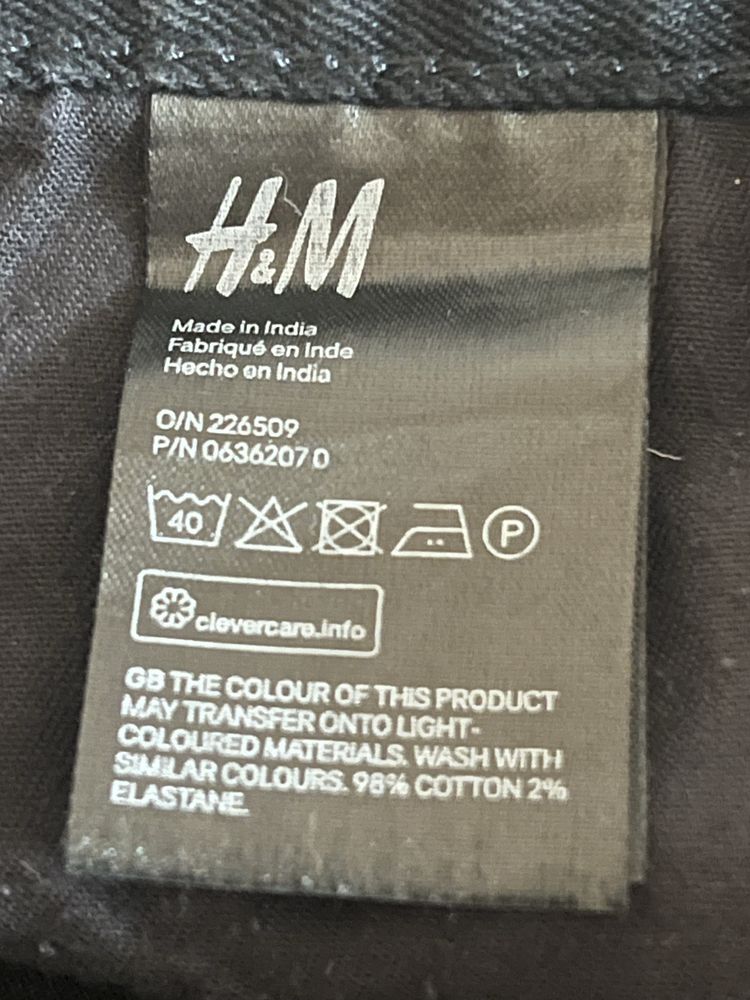 H&M
Made in India
Fabriqué en Inde
Hecho en India
O/N 226509
P/N 0636207 0
40
P
clevercare.info
GB THE COLOUR OF THIS PRODUCT
MAY TRANSFER ONTO LIGHT-
COLOURED MATERIALS. WASH WITH
SIMILAR COLOURS. 98% COTTON 2%
ELASTANE.